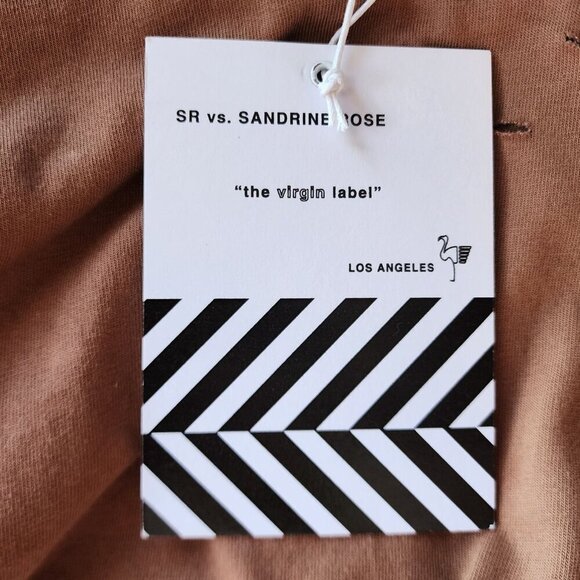 SR vs. SANDRINE ROSE
“the virgin label”
LOS ANGELES